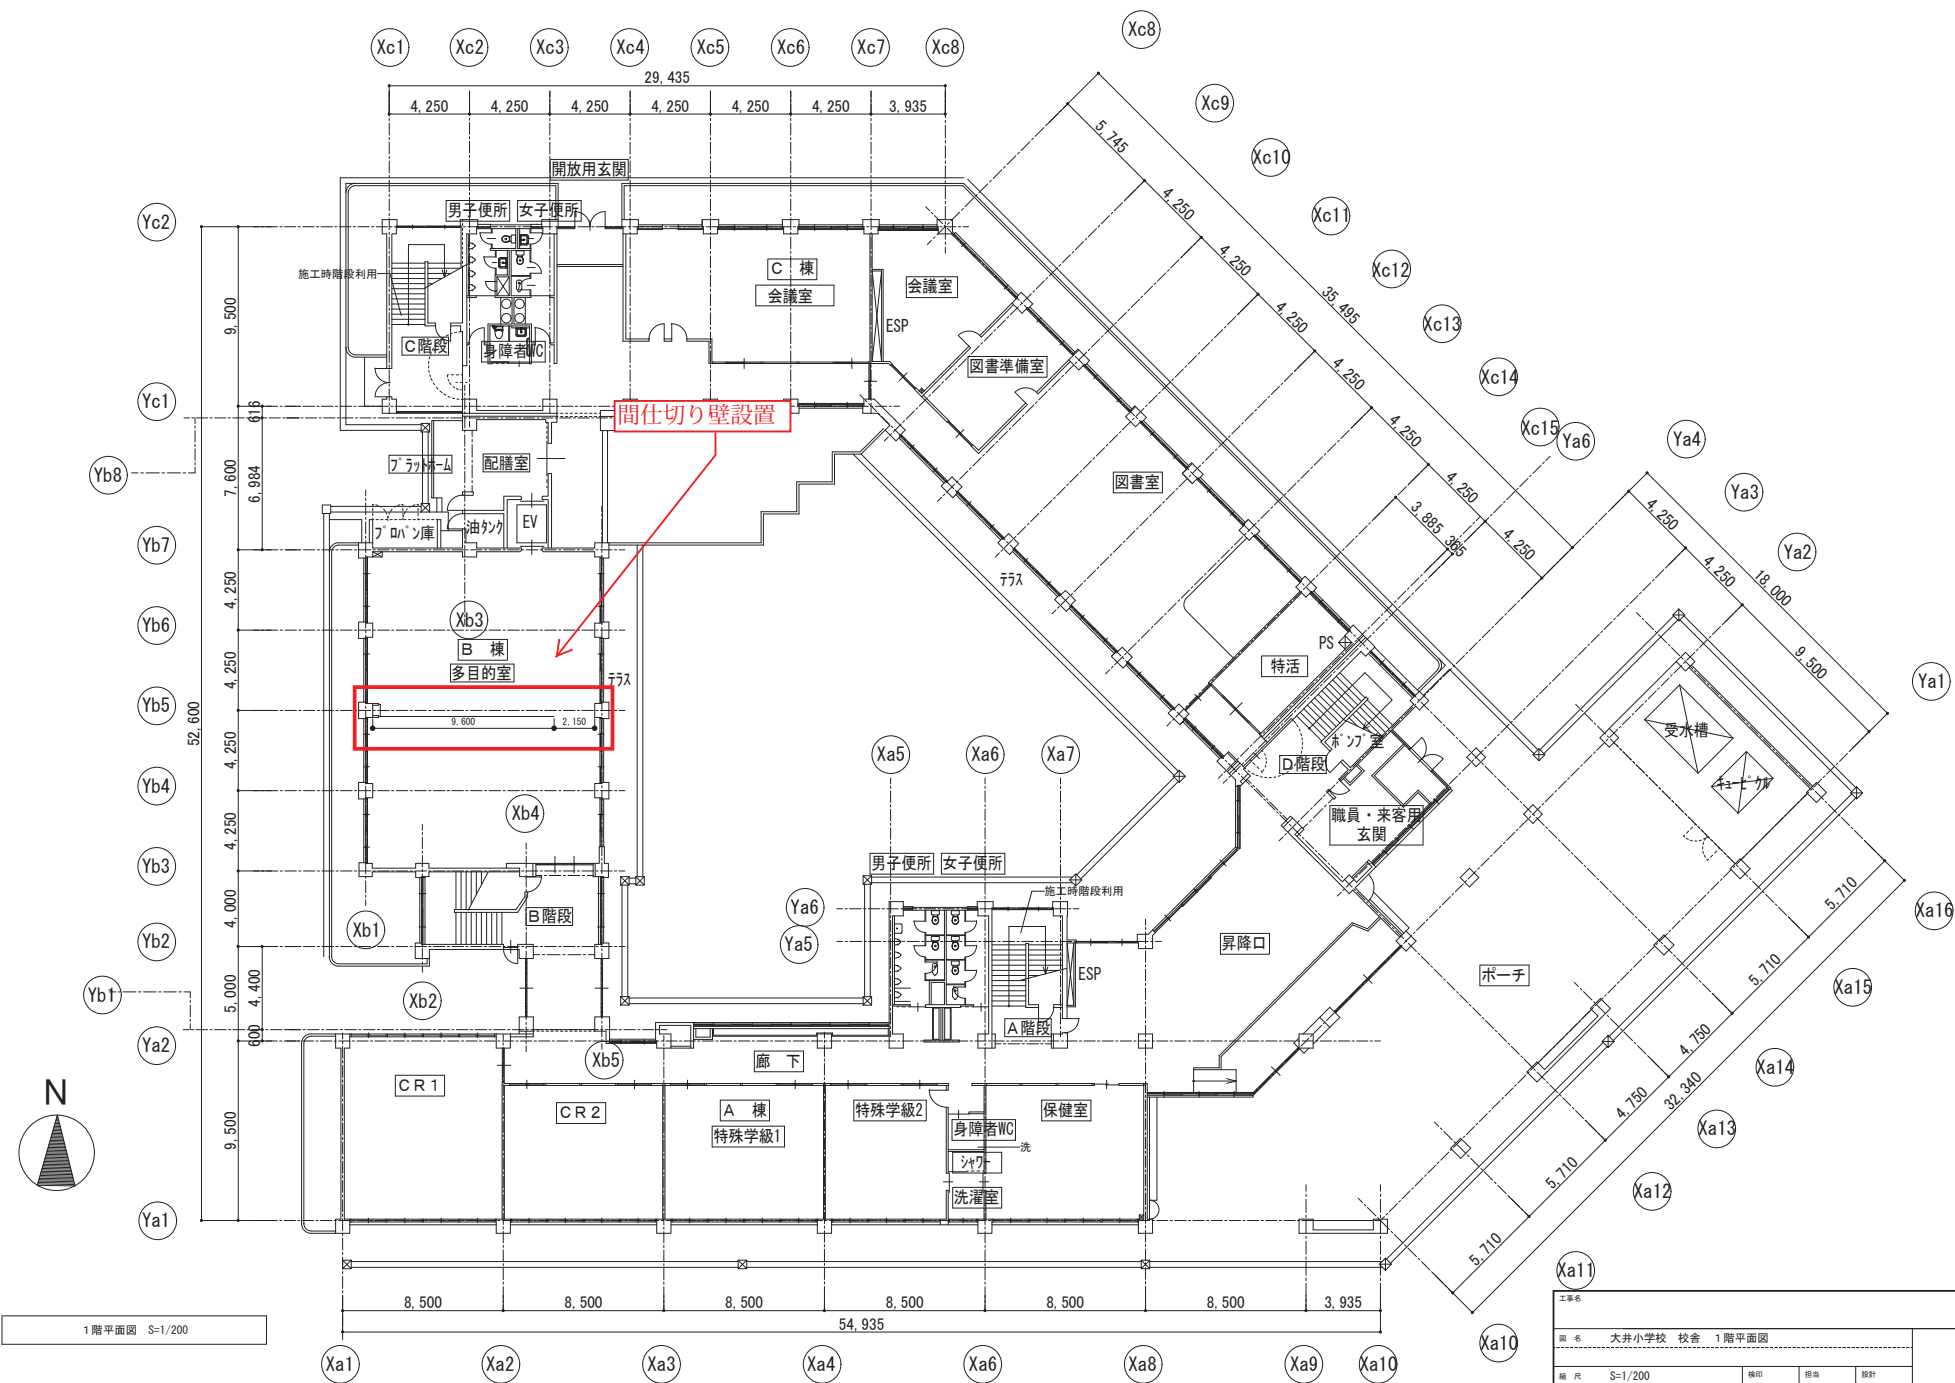 Xc1
Xc2
Xc3
Xc4
Xc5
Xc6
Xc7
Xc8
Xc8
29,435
4,250
4,250
4,250
4,250
4,250
4,250
3,935
Xc9
Xc10
Xc11
Xc12
Xc13
Xc14
Xc15
Ya6
Ya4
Ya3
Ya2
Ya1
5,745
4,250
4,250
4,250
4,250
4,250
4,250
4,250
35,495
3,885
365
4,250
4,250
18,000
9,500
開放用玄関
男子便所
女子便所
Yc2
施工時階段利用
C 棟
会議室
会議室
ESP
C階段
身障者WC
図書準備室
9,500
Yc1
616
間仕切り壁設置
Yb8
7,600
6,984
プラットホーム
配膳室
図書室
プロパン庫
油タンク
EV
Yb7
テラス
4,250
Yb6
Xb3
B 棟
多目的室
PS
特活
4,250
テラス
Yb5
9,600
2,150
52,600
4,250
受水槽
キュービクル
ポンプ室
D階段
Xa5
Xa6
Xa7
Yb4
Xb4
職員・来客用
玄関
4,250
Yb3
男子便所
女子便所
施工時階段利用
4,000
B階段
Ya6
Xb1
Yb2
Ya5
昇降口
5,710
Xa16
ESP
ポーチ
5,710
Xa15
Yb1
5,000
4,400
Xb2
A階段
600
Ya2
Xb5
廊 下
4,750
Xa14
N
CR1
CR2
A 棟
特殊学級1
特殊学級2
保健室
身障者WC
洗
シャワー
洗濯室
9,500
4,750
32,340
Xa13
5,710
Xa12
Ya1
5,710
Xa11
8,500
8,500
8,500
8,500
8,500
8,500
3,935
54,935
Xa1
Xa2
Xa3
Xa4
Xa6
Xa8
Xa9
Xa10
Xa10
1階平面図 S=1/200
工事名
図 名 大井小学校 校舎 1階平面図
縮 尺 S=1/200 検印 担当 設計